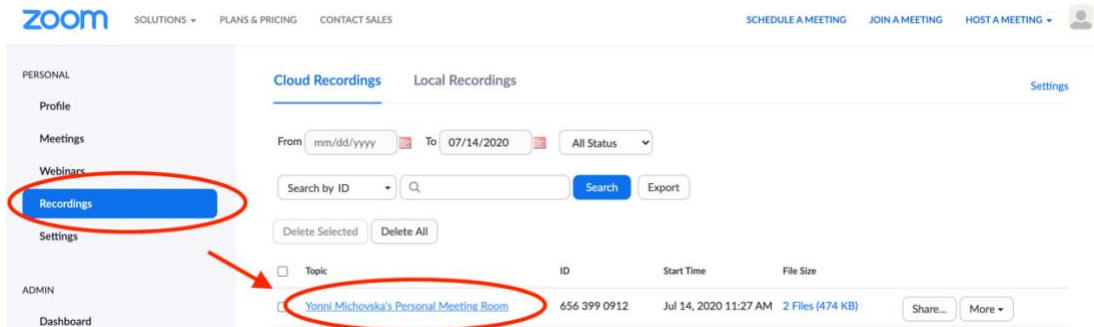 zoom SOLUTIONS PLANS & PRICING CONTACT SALES SCHEDULE A MEETING JOIN A MEETING HOST A MEETING
PERSONAL
Profile
Meetings
Webinars
Recordings
Settings
ADMIN
Dashboard
Cloud Recordings Local Recordings Settings
From mm/dd/yyyy To 07/14/2020 All Status
Search by ID Search Export
Delete Selected Delete All
Topic ID Start Time File Size
Yonni Michovska's Personal Meeting Room 656 399 0912 Jul 14, 2020 11:27 AM 2 Files (474 KB) Share... More